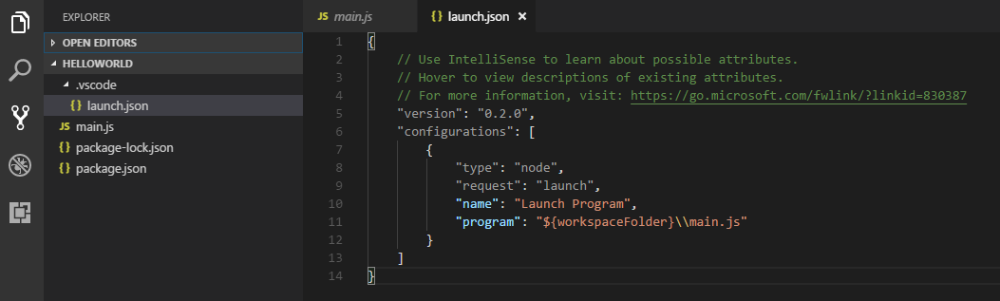 EXPLORER
OPEN EDITORS
HELLOWORLD
.vscode
{} launch.json
JS main.js
{} package-lock.json
{} package.json
JS main.js
{} launch.json ×
1 {
2 // Use IntelliSense to learn about possible attributes.
3 // Hover to view descriptions of existing attributes.
4 // For more information, visit: https://go.microsoft.com/fwlink/?linkid=830387
5 "version": "0.2.0",
6 "configurations": [
7 {
8 "type": "node",
9 "request": "launch",
10 "name": "Launch Program",
11 "program": "${workspaceFolder}\\main.js"
12 }
13 ]
14 }